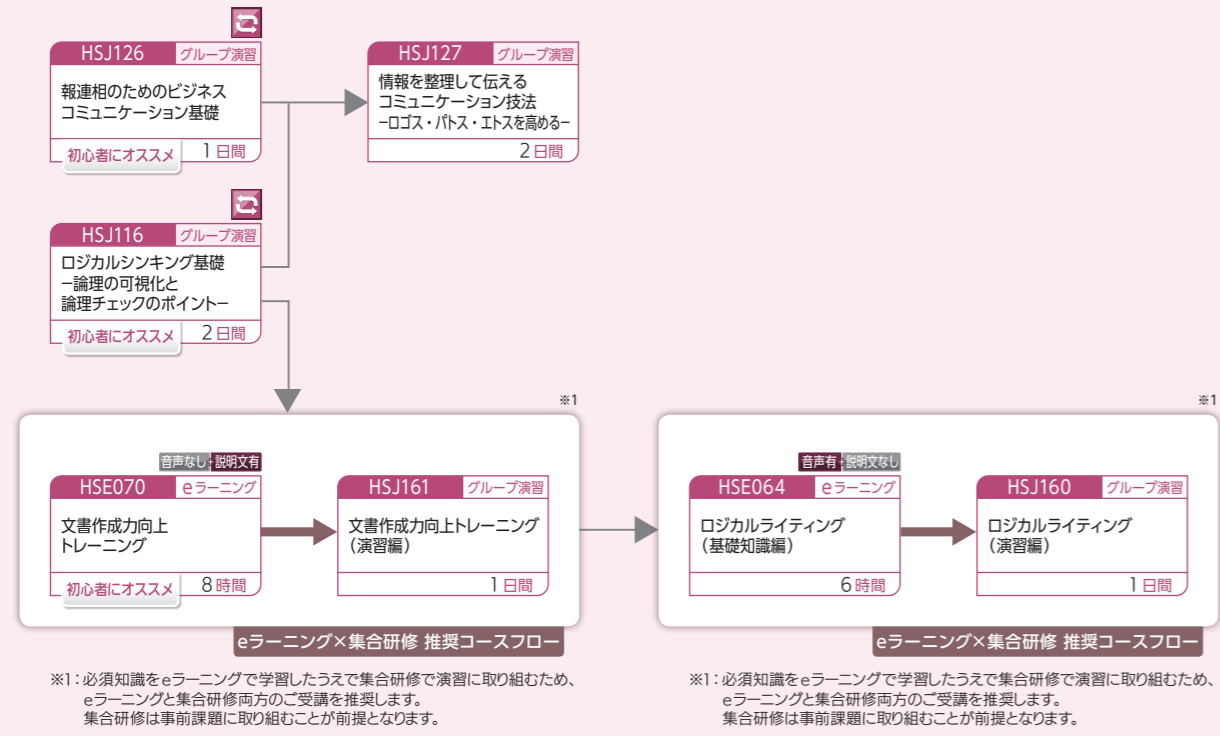 HSJ126 グループ演習
報連相のためのビジネス
コミュニケーション基礎
初心者にオススメ 1日間
HSJ127 グループ演習
情報を整理して伝える
コミュニケーション技法
−ロゴス・パトス・エトスを高める−
2日間
HSJ116 グループ演習
ロジカルシンキング基礎
−論理の可視化と
論理チェックのポイント−
初心者にオススメ 2日間
※1
音声なし+説明文有
HSE070 eラーニング
文書作成力向上
トレーニング
初心者にオススメ 8時間
HSJ161 グループ演習
文書作成力向上トレーニング
(演習編)
1日間
eラーニング×集合研修 推奨コースフロー
※1:必須知識をeラーニングで学習したうえで集合研修で演習に取り組むため、
eラーニングと集合研修両方のご受講を推奨します。
集合研修は事前課題に取り組むことが前提となります。
※1
音声有+説明文なし
HSE064 eラーニング
ロジカルライティング
(基礎知識編)
6時間
HSJ160 グループ演習
ロジカルライティング
(演習編)
1日間
eラーニング×集合研修 推奨コースフロー
※1:必須知識をeラーニングで学習したうえで集合研修で演習に取り組むため、
eラーニングと集合研修両方のご受講を推奨します。
集合研修は事前課題に取り組むことが前提となります。